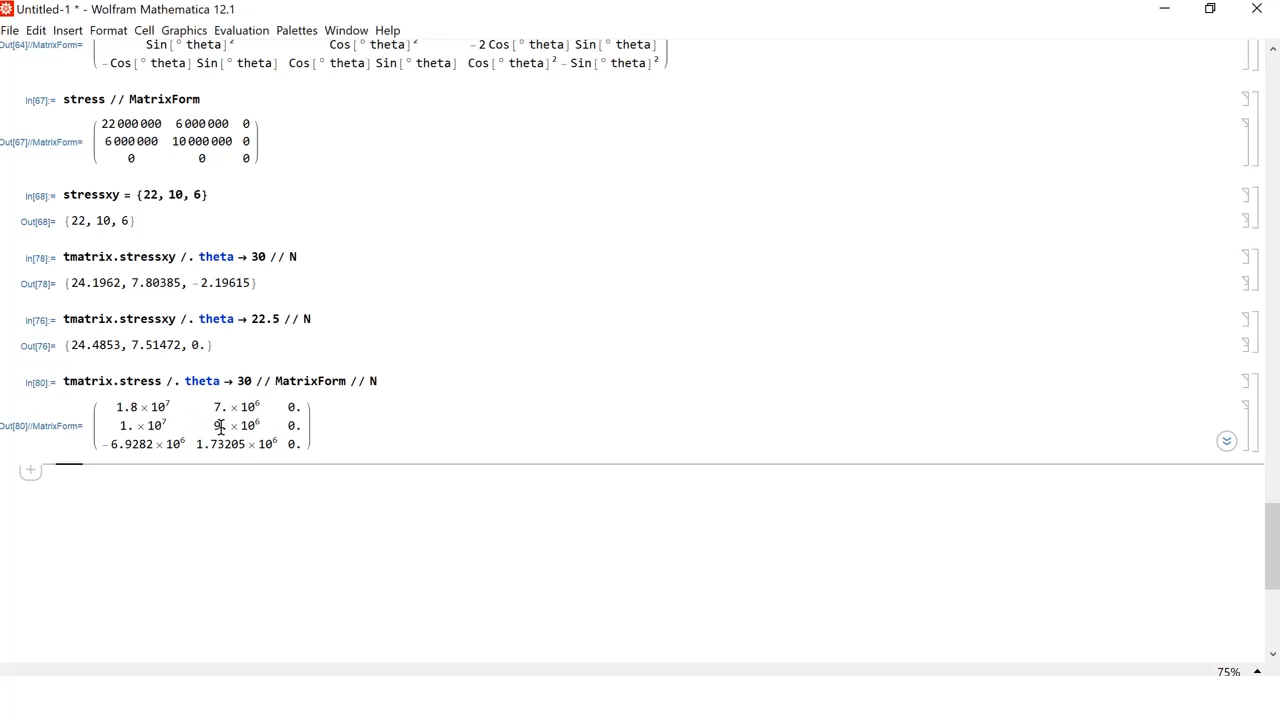 Untitled-1 * - Wolfram Mathematica 12.1
File Edit Insert Format Cell Graphics Evaluation Palettes Window Help
Out[64]//MatrixForm=
Sin[° theta]² Cos[° theta]² -2 Cos[° theta] Sin[° theta]
-Cos[° theta] Sin[° theta] Cos[° theta] Sin[° theta] Cos[° theta]² - Sin[° theta]²
In[67]:= stress // MatrixForm
22 000 000 6 000 000 0
Out[67]//MatrixForm= 6 000 000 10 000 000 0
0 0 0
In[68]:= stressxy = {22, 10, 6}
Out[68]= {22, 10, 6}
In[78]:= tmatrix.stressxy /. theta → 30 // N
Out[78]= {24.1962, 7.80385, -2.19615}
In[76]:= tmatrix.stressxy /. theta → 22.5 // N
Out[76]= {24.4853, 7.51472, 0.}
In[80]:= tmatrix.stress /. theta → 30 // MatrixForm // N
1.8 × 10⁷ 7. × 10⁶ 0.
Out[80]//MatrixForm= 1. × 10⁷ 9. × 10⁶ 0.
-6.9282 × 10⁶ 1.73205 × 10⁶ 0.
75%